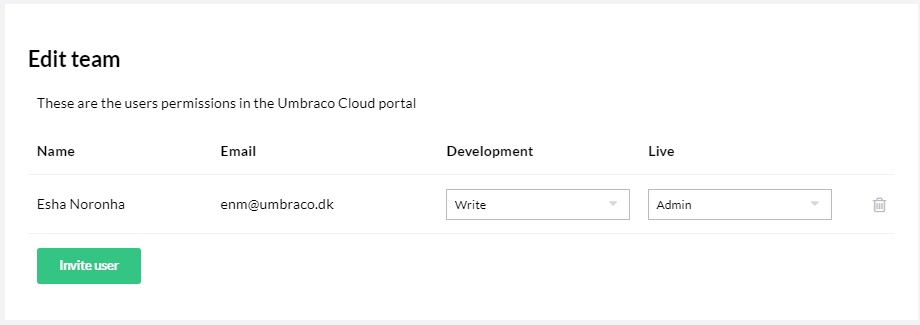 Edit team
These are the users permissions in the Umbraco Cloud portal
Name Email Development Live
Esha Noronha enm@umbraco.dk Write Admin
Invite user